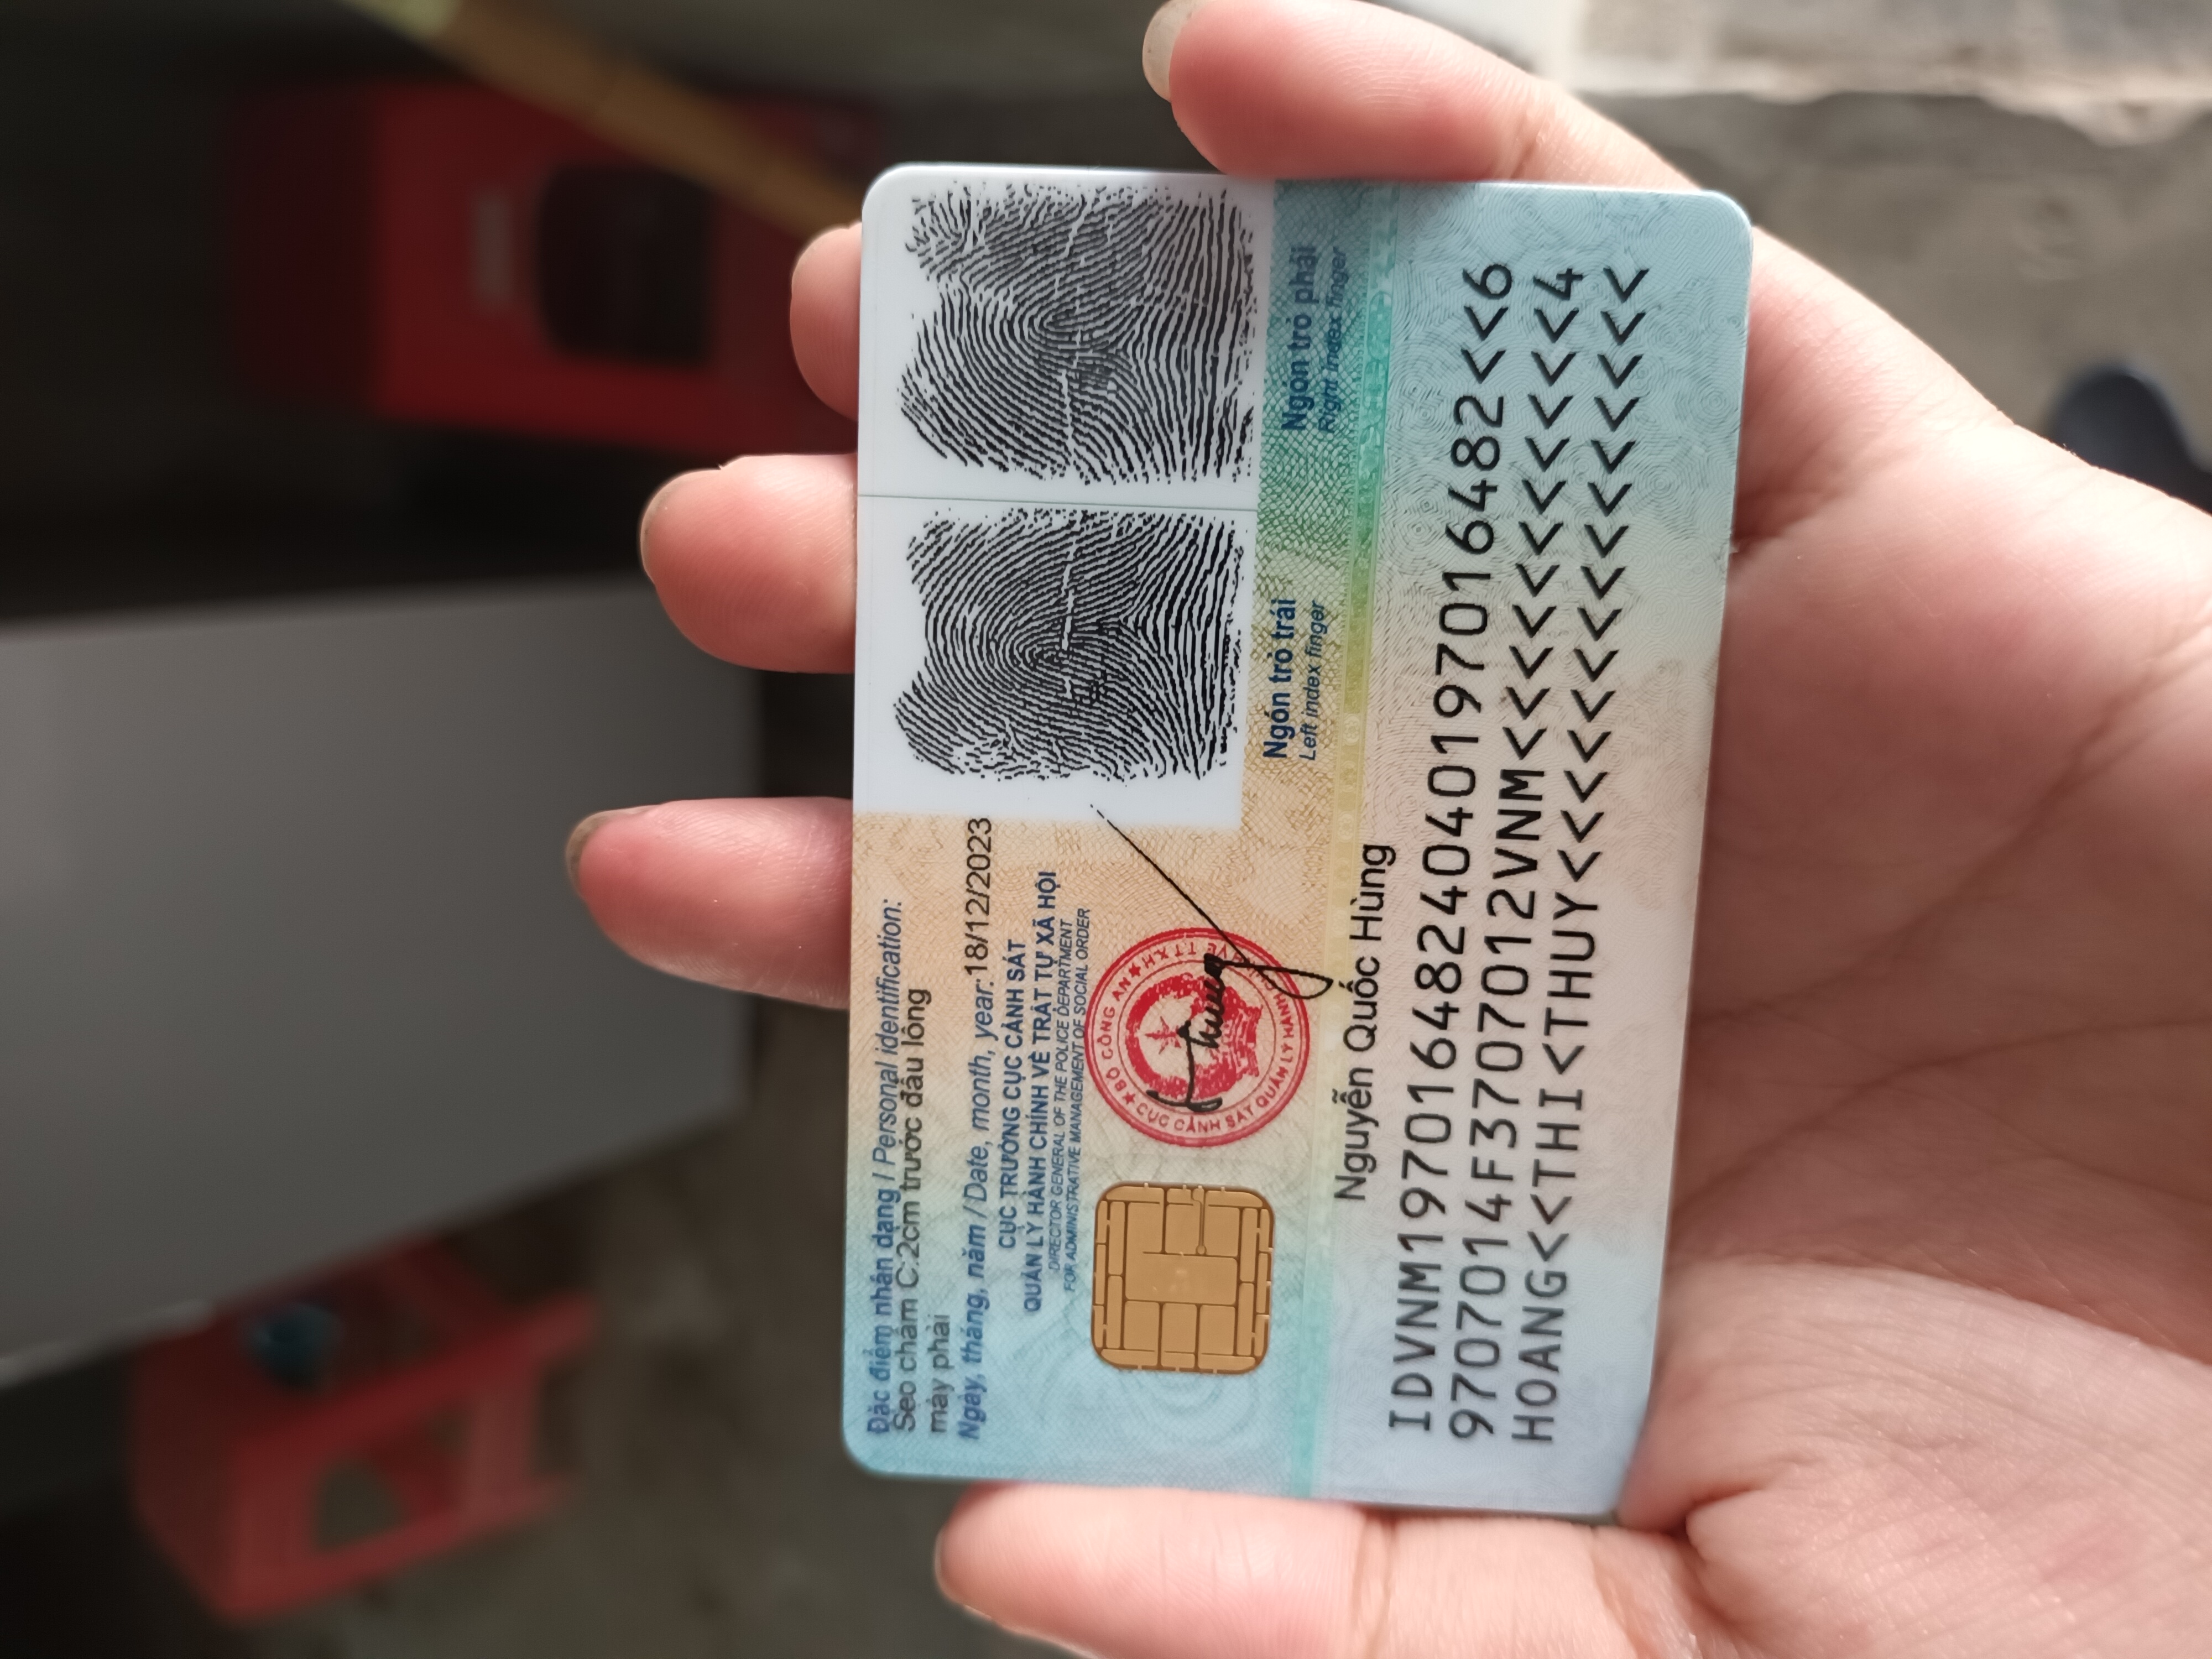 Đặc điểm nhân dạng / Personal identification:
Sẹo chấm C:2cm trước đầu lông
mày phải
Ngày, tháng, năm / Date, month, year: 18/12/2023
CỤC TRƯỞNG CỤC CẢNH SÁT
QUẢN LÝ HÀNH CHÍNH VỀ TRẬT TỰ XÃ HỘI
DIRECTOR GENERAL OF THE POLICE DEPARTMENT
FOR ADMINISTRATIVE MANAGEMENT OF SOCIAL ORDER
BỘ CÔNG AN
CỤC CẢNH SÁT QUẢN LÝ HÀNH
Ngón trỏ trái
Left index finger
Ngón trỏ phải
Right index finger
Nguyễn Quốc Hùng
IDVNM1970164824040197016482<<6
9707014F3707012VNM<<<<<<<<<<<4
HOANG<<THI<THUY<<<<<<<<<<<<<<<